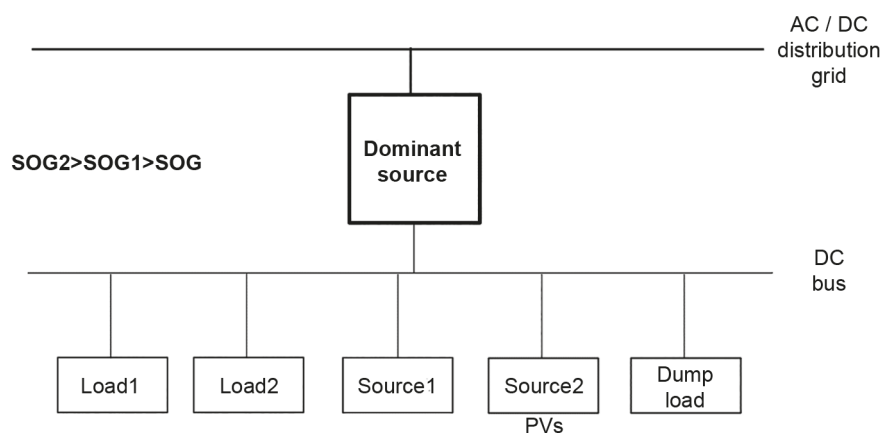 AC / DC
distribution
grid
Dominant
source
SOG2>SOG1>SOG
DC
bus
Load1
Load2
Source1
Source2
Dump
load
PVs